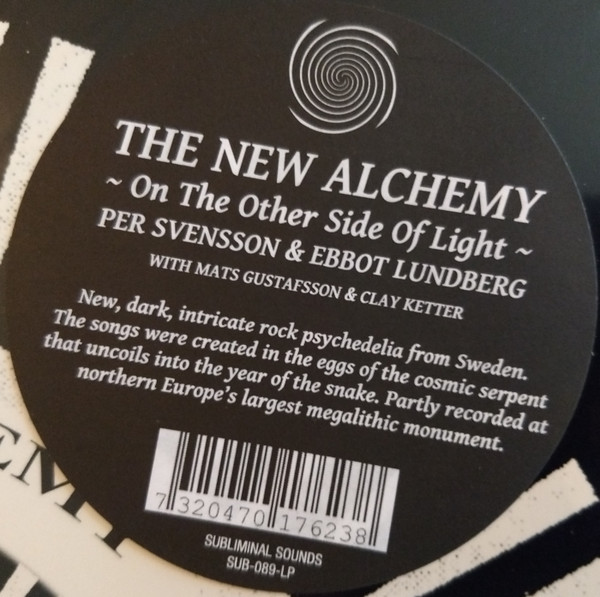 THE NEW ALCHEMY
~ On The Other Side Of Light ~
PER SVENSSON & EBBOT LUNDBERG
WITH MATS GUSTAFSSON & CLAY KETTER
New, dark, intricate rock psychedelia from Sweden.
The songs were created in the eggs of the cosmic serpent
that uncoils into the year of the snake. Partly recorded at
northern Europe's largest megalithic monument.
7 320470 176238
SUBLIMINAL SOUNDS
SUB-089-LP